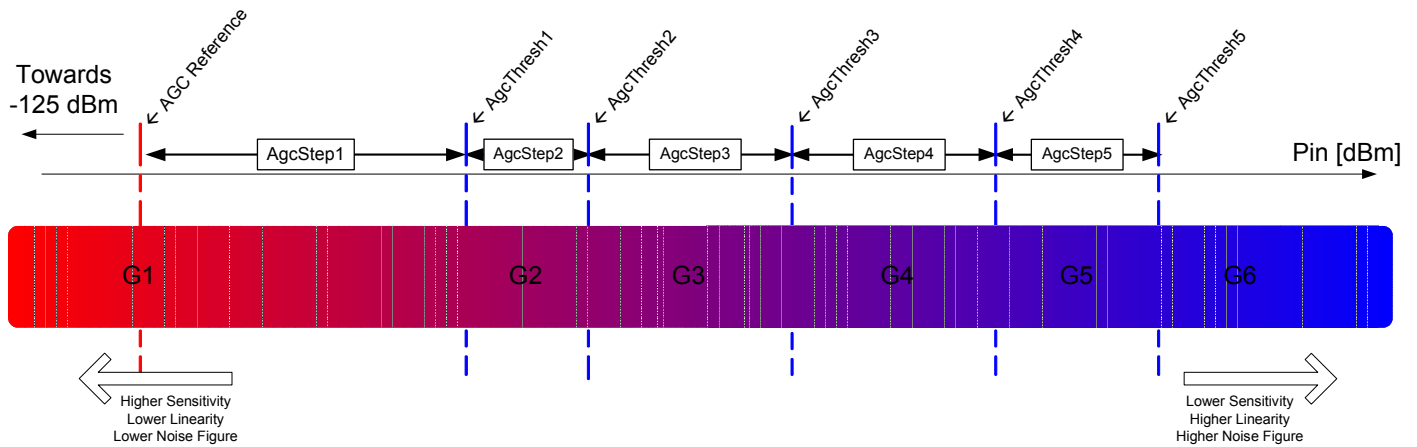 Towards
-125 dBm
← AGC Reference
← AgcThresh1
← AgcThresh2
← AgcThresh3
← AgcThresh4
← AgcThresh5
AgcStep1
AgcStep2
AgcStep3
AgcStep4
AgcStep5
Pin [dBm]
G1
G2
G3
G4
G5
G6
Higher Sensitivity
Lower Linearity
Lower Noise Figure
Lower Sensitivity
Higher Linearity
Higher Noise Figure